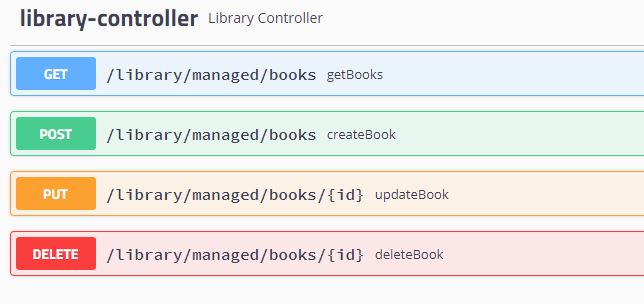 library-controller Library Controller
GET /library/managed/books getBooks
POST /library/managed/books createBook
PUT /library/managed/books/{id} updateBook
DELETE /library/managed/books/{id} deleteBook